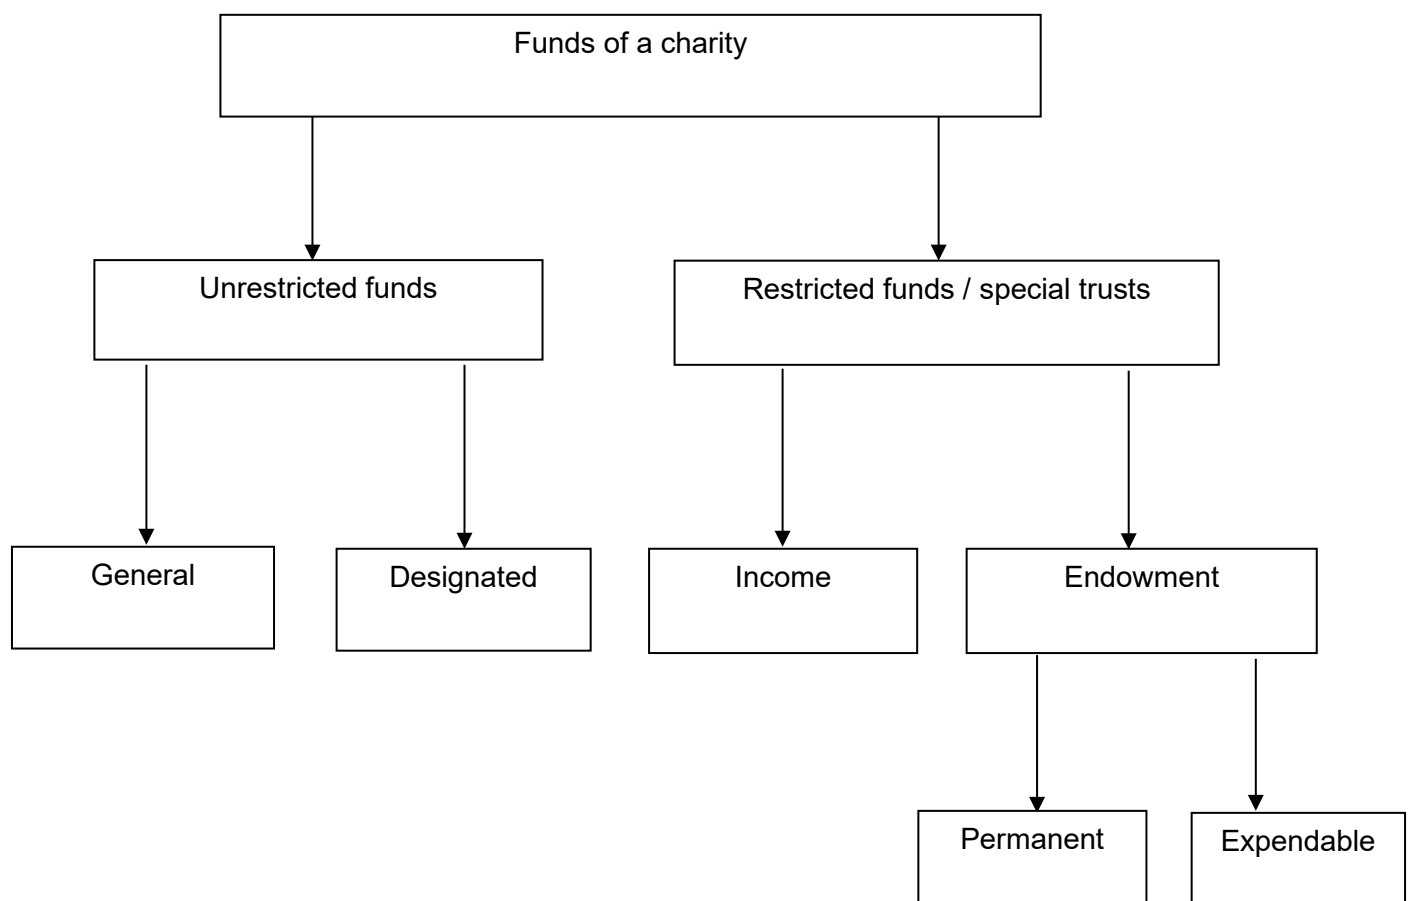 Funds of a charity
Unrestricted funds
Restricted funds / special trusts
General
Designated
Income
Endowment
Permanent
Expendable